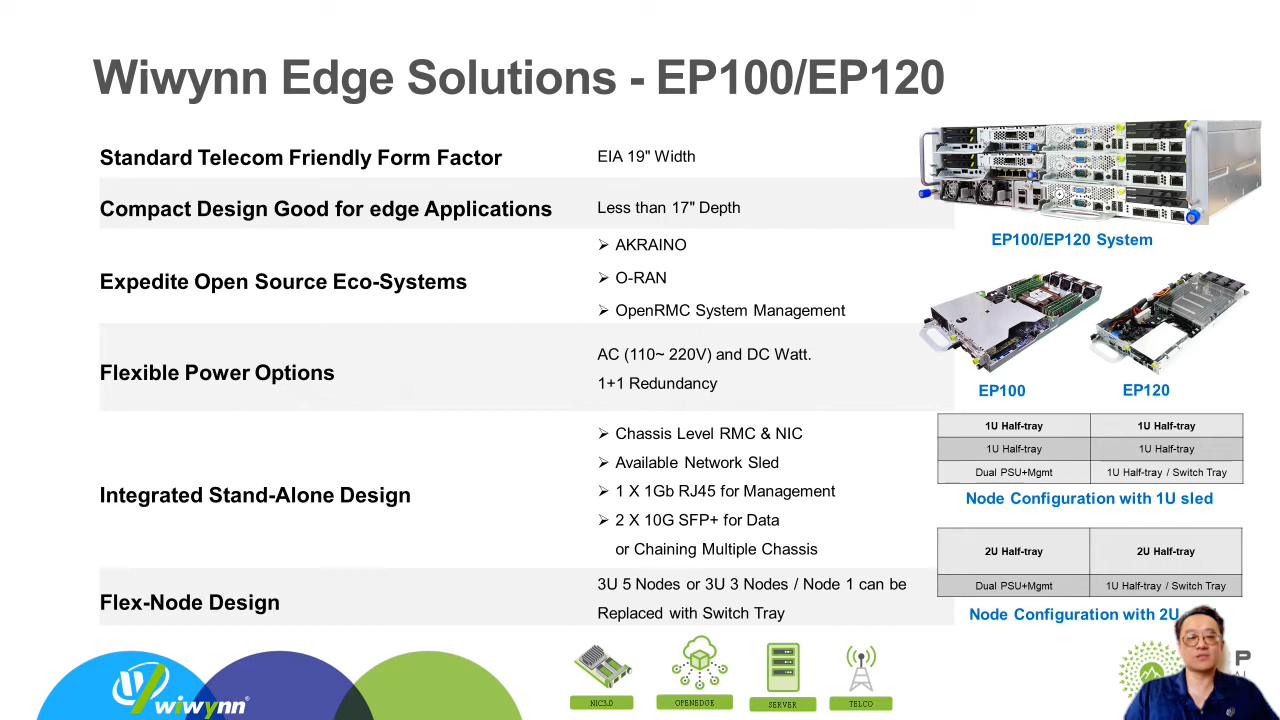 Wiwynn Edge Solutions - EP100/EP120
Standard Telecom Friendly Form Factor
EIA 19" Width
Compact Design Good for edge Applications
Less than 17" Depth
Expedite Open Source Eco-Systems
➢ AKRAINO
➢ O-RAN
➢ OpenRMC System Management
Flexible Power Options
AC (110~ 220V) and DC Watt.
1+1 Redundancy
Integrated Stand-Alone Design
➢ Chassis Level RMC & NIC
➢ Available Network Sled
➢ 1 X 1Gb RJ45 for Management
➢ 2 X 10G SFP+ for Data
or Chaining Multiple Chassis
Flex-Node Design
3U 5 Nodes or 3U 3 Nodes / Node 1 can be
Replaced with Switch Tray
EP100/EP120 System
EP100
EP120
1U Half-tray 1U Half-tray
1U Half-tray 1U Half-tray
Dual PSU+Mgmt 1U Half-tray / Switch Tray
Node Configuration with 1U sled
2U Half-tray 2U Half-tray
Dual PSU+Mgmt 1U Half-tray / Switch Tray
Node Configuration with 2U
wiwynn®
NIC3.0
OPENEDGE
SERVER
TELCO
P